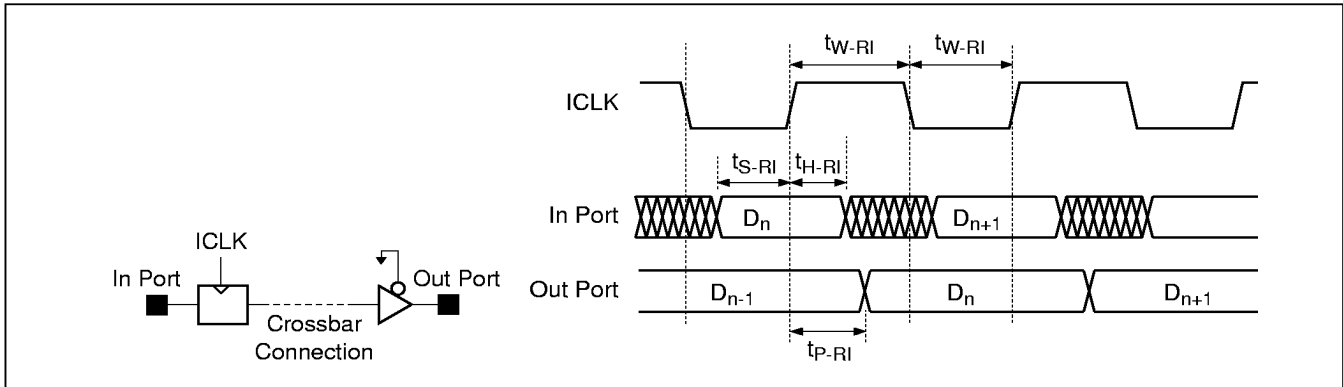 ICLK
In Port
Out Port
Crossbar
Connection
tW-RI tW-RI
ICLK
tS-RI tH-RI
In Port Dn Dn+1
Out Port Dn-1 Dn Dn+1
tP-RI